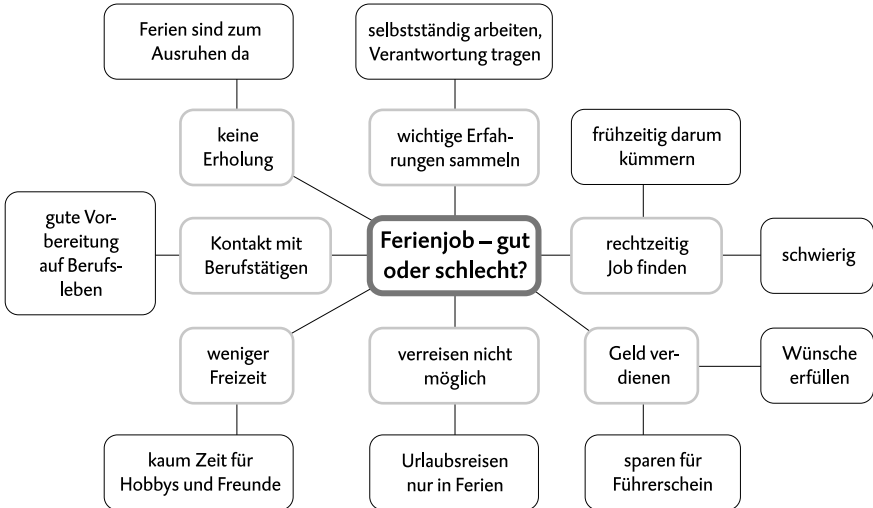 Ferien sind zum
Ausruhen da
selbstständig arbeiten,
Verantwortung tragen
keine
Erholung
wichtige Erfah-
rungen sammeln
frühzeitig darum
kümmern
gute Vor-
bereitung
auf Berufs-
leben
Kontakt mit
Berufstätigen
Ferienjob – gut
oder schlecht?
rechtzeitig
Job finden
schwierig
weniger
Freizeit
verreisen nicht
möglich
Geld ver-
dienen
Wünsche
erfüllen
kaum Zeit für
Hobbys und Freunde
Urlaubsreisen
nur in Ferien
sparen für
Führerschein